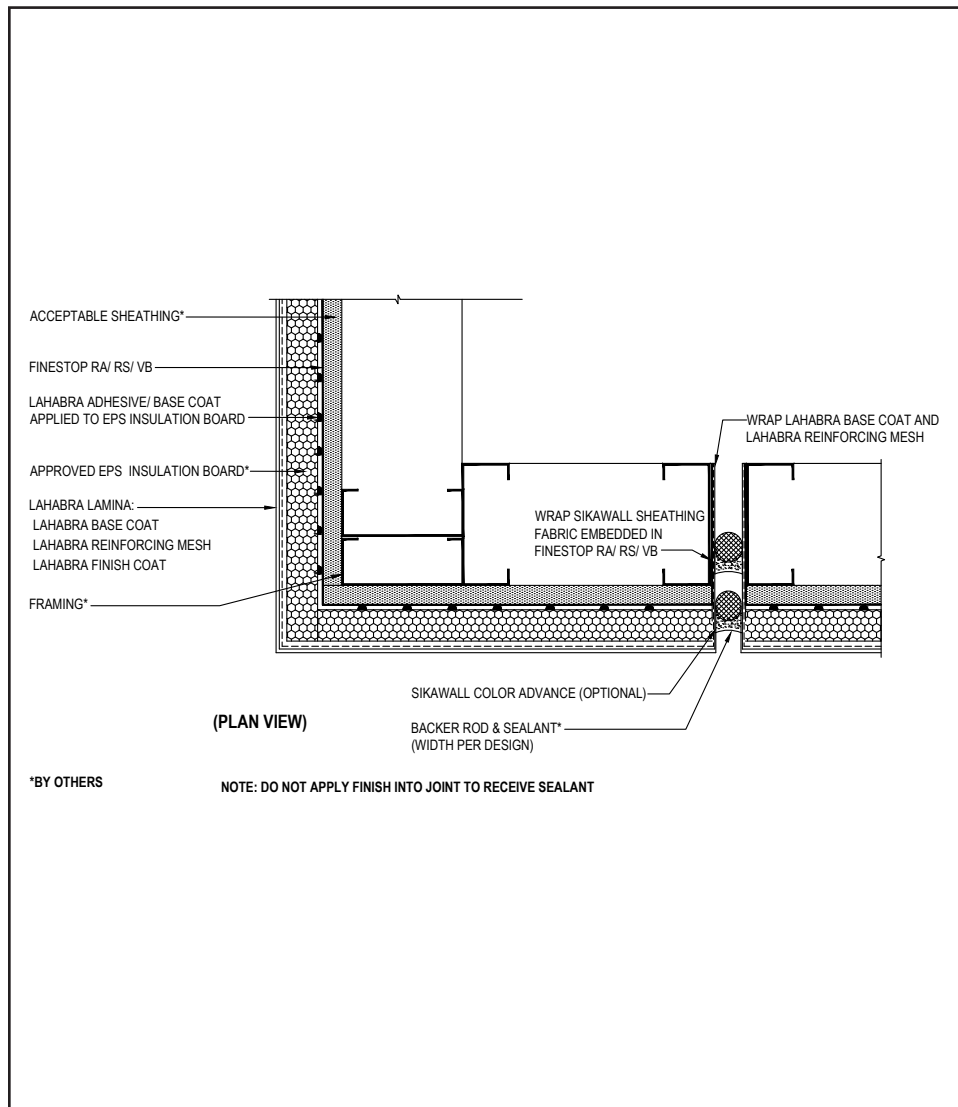 ACCEPTABLE SHEATHING*
FINESTOP RA/ RS/ VB
LAHABRA ADHESIVE/ BASE COAT
APPLIED TO EPS INSULATION BOARD
APPROVED EPS INSULATION BOARD*
LAHABRA LAMINA:
LAHABRA BASE COAT
LAHABRA REINFORCING MESH
LAHABRA FINISH COAT
FRAMING*
WRAP LAHABRA BASE COAT AND
LAHABRA REINFORCING MESH
WRAP SIKAWALL SHEATHING
FABRIC EMBEDDED IN
FINESTOP RA/ RS/ VB
SIKAWALL COLOR ADVANCE (OPTIONAL)
BACKER ROD & SEALANT*
(WIDTH PER DESIGN)
(PLAN VIEW)
*BY OTHERS
NOTE: DO NOT APPLY FINISH INTO JOINT TO RECEIVE SEALANT